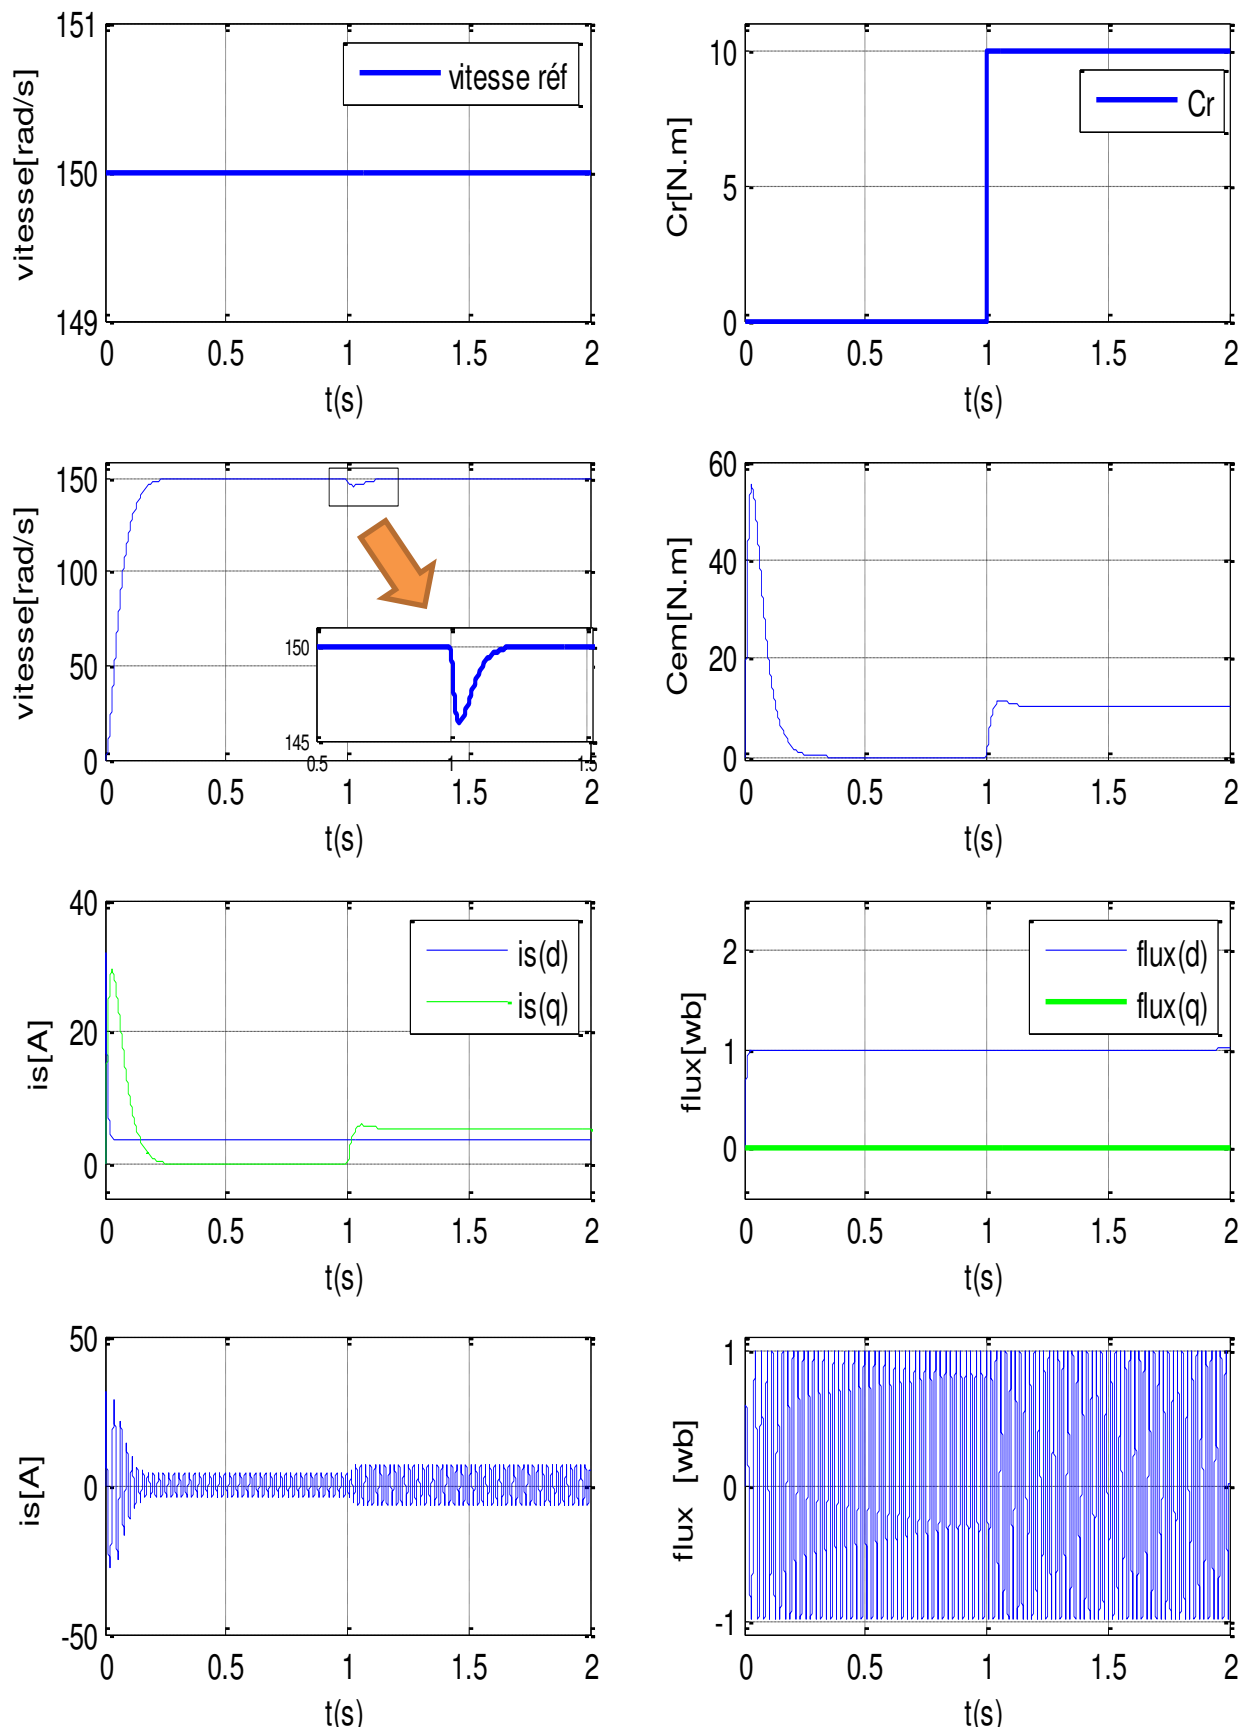 151
150
149
vitesse[rad/s]
vitesse réf
0 0.5 1 1.5 2
t(s)
10
5
0
Cr[N.m]
Cr
0 0.5 1 1.5 2
t(s)
150
100
50
0
vitesse[rad/s]
150
145
0.5 1 1.5
0 0.5 1 1.5 2
t(s)
60
40
20
0
Cem[N.m]
0 0.5 1 1.5 2
t(s)
40
20
0
is[A]
is(d)
is(q)
0 0.5 1 1.5 2
t(s)
2
1
0
flux[wb]
flux(d)
flux(q)
0 0.5 1 1.5 2
t(s)
50
0
-50
is[A]
0 0.5 1 1.5 2
t(s)
1
0
-1
flux [wb]
0 0.5 1 1.5 2
t(s)